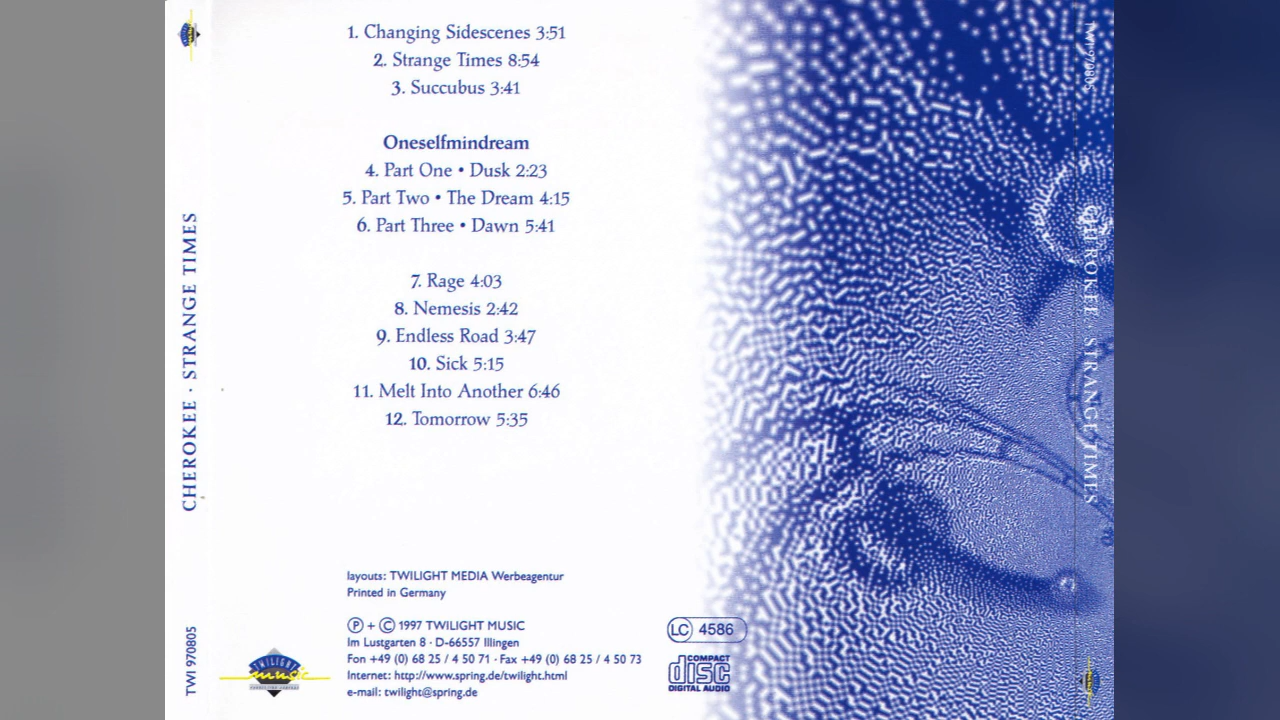 1. Changing Sidescenes 3:51
2. Strange Times 8:54
3. Succubus 3:41
Oneselfmindream
4. Part One • Dusk 2:23
5. Part Two • The Dream 4:15
6. Part Three • Dawn 5:41
7. Rage 4:03
8. Nemesis 2:42
9. Endless Road 3:47
10. Sick 5:15
11. Melt Into Another 6:46
12. Tomorrow 5:35
layouts: TWILIGHT MEDIA Werbeagentur
Printed in Germany
Ⓟ + © 1997 TWILIGHT MUSIC
Im Lustgarten 8 · D-66557 Illingen
Fon +49 (0) 68 25 / 4 50 71 · Fax +49 (0) 68 25 / 4 50 73
Internet: http://www.spring.de/twilight.html
e-mail: twilight@spring.de
LC 4586
COMPACT
disc
DIGITAL AUDIO
TWILIGHT
music
CHEROKEE · STRANGE TIMES
TWI 970805
TWI 970805
CHEROKEE · STRANGE TIMES